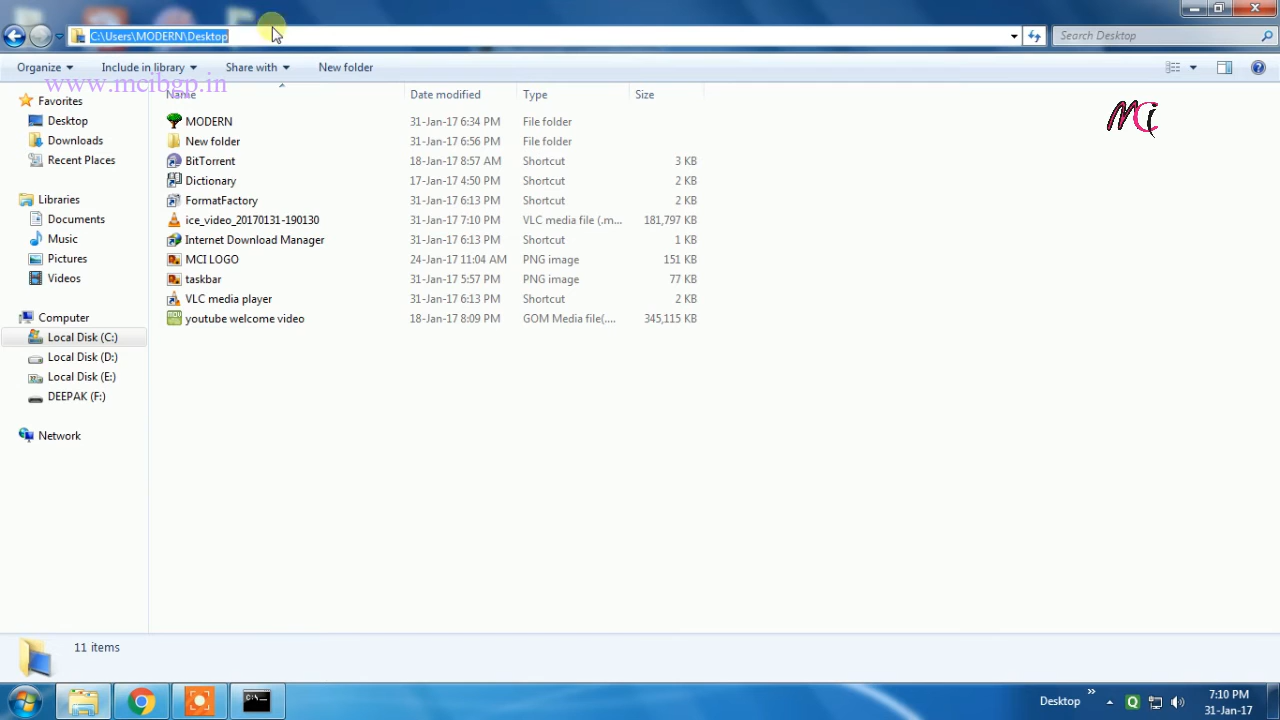 C:\Users\MODERN\Desktop
Search Desktop
Organize Include in library Share with New folder
www.mcibgp.in
Name Date modified Type Size
MCi
Favorites
Desktop
Downloads
Recent Places
Libraries
Documents
Music
Pictures
Videos
Computer
Local Disk (C:)
Local Disk (D:)
Local Disk (E:)
DEEPAK (F:)
Network
MODERN 31-Jan-17 6:34 PM File folder
New folder 31-Jan-17 6:56 PM File folder
BitTorrent 18-Jan-17 8:57 AM Shortcut 3 KB
Dictionary 17-Jan-17 4:50 PM Shortcut 2 KB
FormatFactory 31-Jan-17 6:13 PM Shortcut 2 KB
ice_video_20170131-190130 31-Jan-17 7:10 PM VLC media file (.m... 181,797 KB
Internet Download Manager 31-Jan-17 6:13 PM Shortcut 1 KB
MCI LOGO 24-Jan-17 11:04 AM PNG image 151 KB
taskbar 31-Jan-17 5:57 PM PNG image 77 KB
VLC media player 31-Jan-17 6:13 PM Shortcut 2 KB
youtube welcome video 18-Jan-17 8:09 PM GOM Media file(.... 345,115 KB
11 items
Desktop
7:10 PM
31-Jan-17